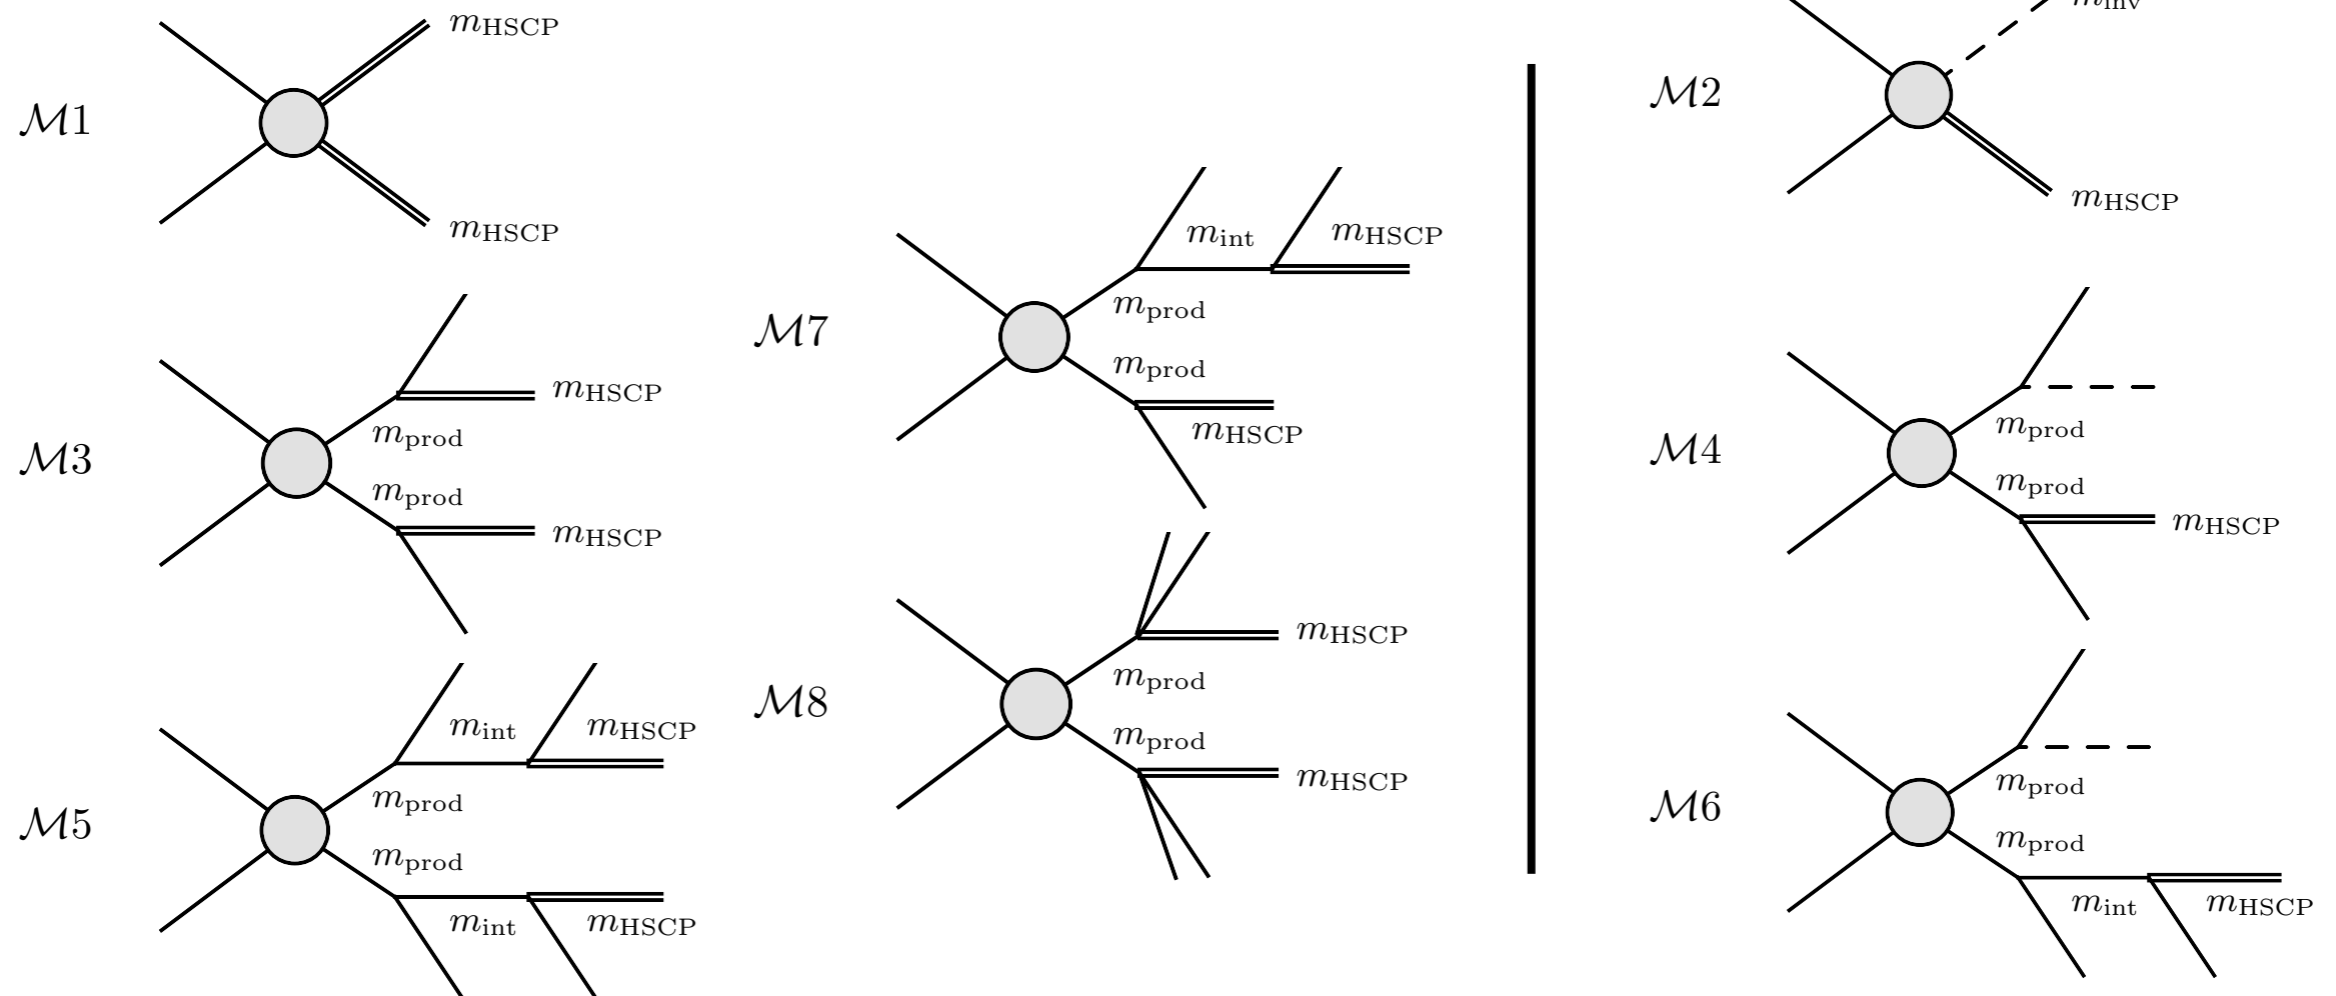 ℳ1
m_HSCP
m_HSCP
ℳ3
m_HSCP
m_prod
m_prod
m_HSCP
ℳ5
m_int
m_HSCP
m_prod
m_prod
m_int
m_HSCP
ℳ7
m_int
m_HSCP
m_prod
m_prod
m_HSCP
ℳ8
m_HSCP
m_prod
m_prod
m_HSCP
ℳ2
m_inv
m_HSCP
ℳ4
m_prod
m_prod
m_HSCP
ℳ6
m_prod
m_prod
m_int
m_HSCP